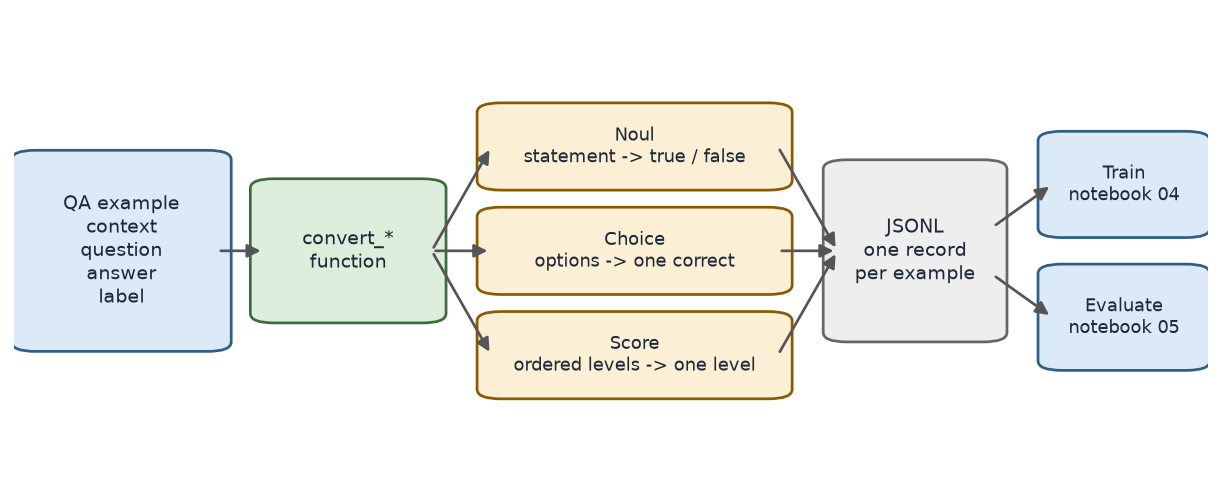 QA example
context
question
answer
label
convert_*
function
Noul
statement -> true / false
Choice
options -> one correct
Score
ordered levels -> one level
JSONL
one record
per example
Train
notebook 04
Evaluate
notebook 05